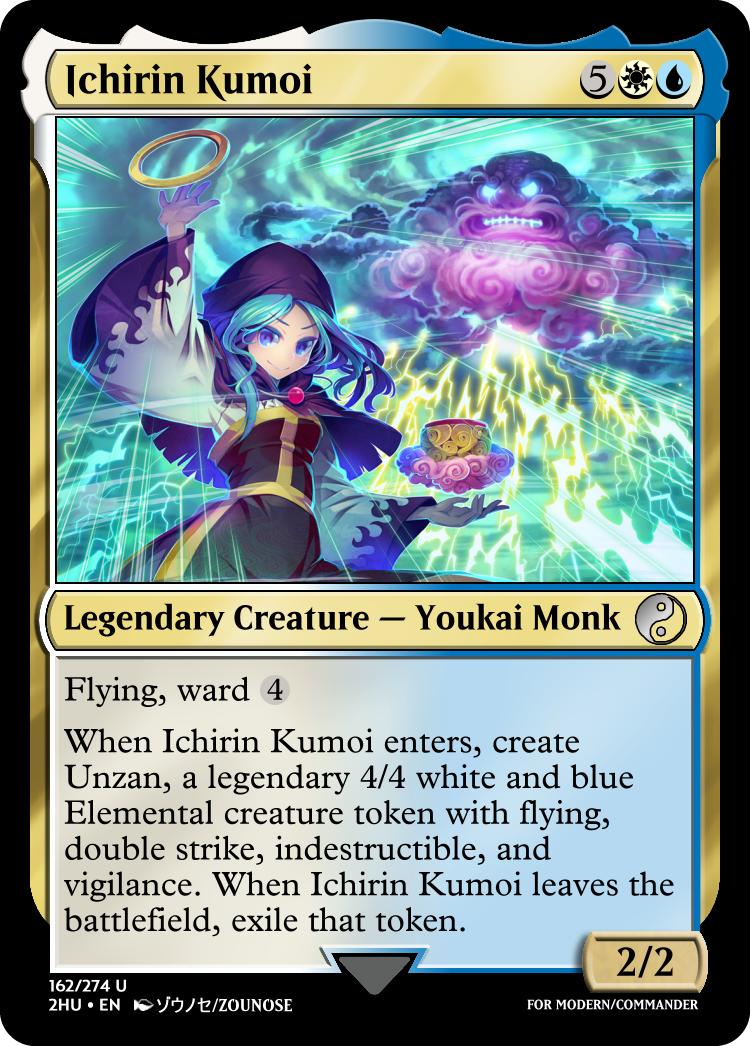 Ichirin Kumoi 5
Legendary Creature — Youkai Monk
Flying, ward 4
When Ichirin Kumoi enters, create
Unzan, a legendary 4/4 white and blue
Elemental creature token with flying,
double strike, indestructible, and
vigilance. When Ichirin Kumoi leaves the
battlefield, exile that token.
2/2
162/274 U
2HU • EN ゾウノセ/ZOUNOSE
FOR MODERN/COMMANDER